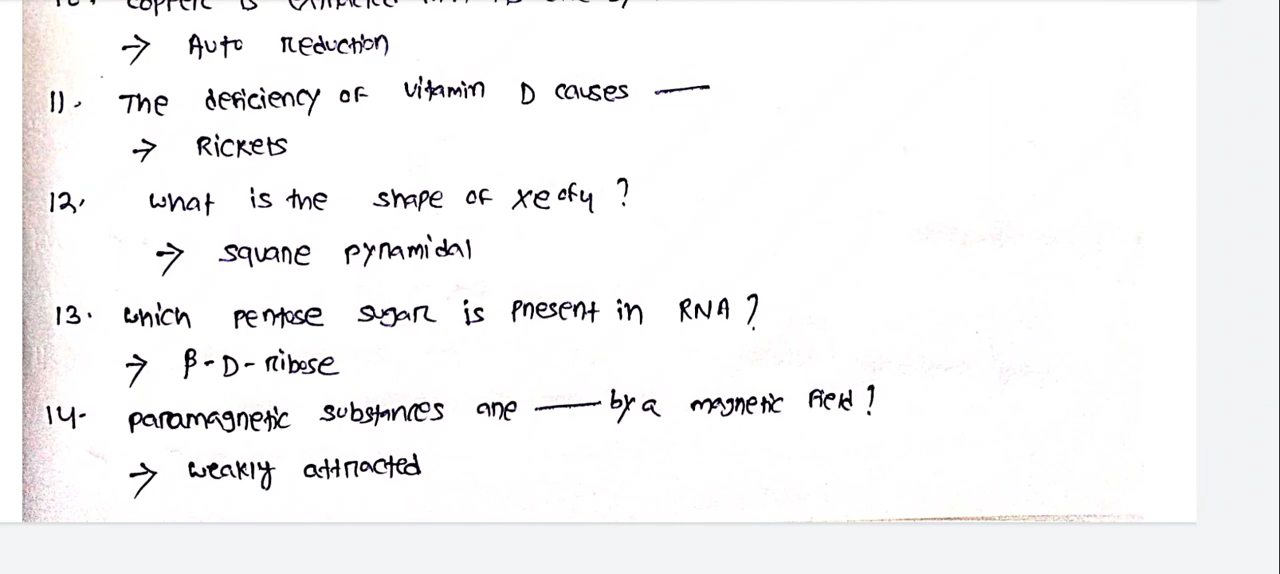 → Auto reduction
11. The deficiency of vitamin D causes —
→ Rickets
12. what is the shape of xeofy ?
→ square pyramidal
13. which pentose sugar is present in RNA ?
→ β-D-ribose
14- paramagnetic substances are — by a magnetic field ?
→ weakly attracted